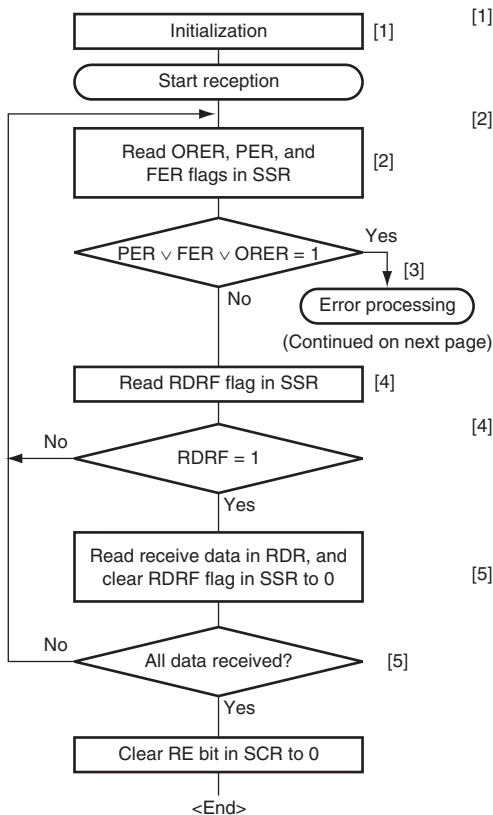 Initialization [1] [1]
Start reception
[2]
Read ORER, PER, and
FER flags in SSR
[2]
PER ∨ FER ∨ ORER = 1
Yes
[3]
No
Error processing
(Continued on next page)
Read RDRF flag in SSR [4]
[4]
No
RDRF = 1
Yes
Read receive data in RDR, and
clear RDRF flag in SSR to 0
[5]
No
All data received? [5]
Yes
Clear RE bit in SCR to 0
<End>